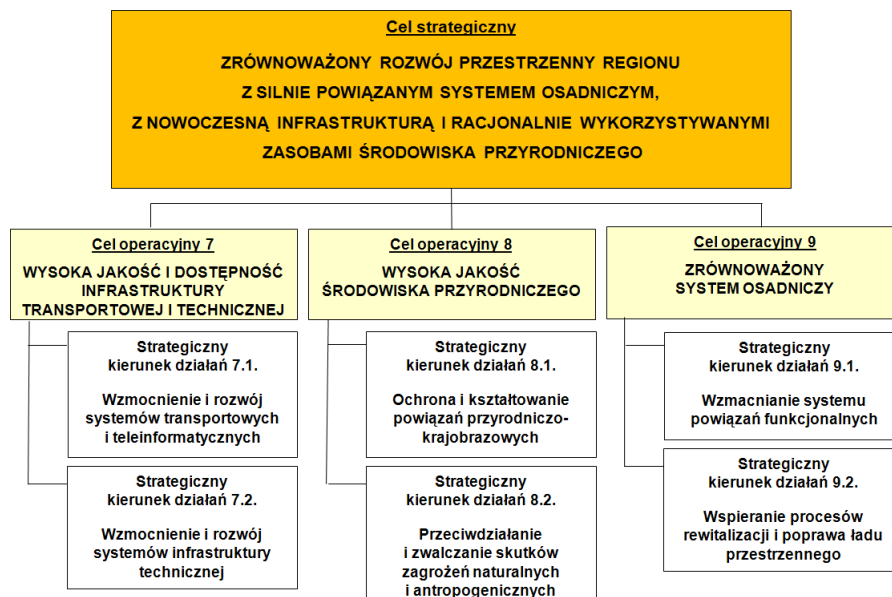 Cel strategiczny
ZRÓWNOWAŻONY ROZWÓJ PRZESTRZENNY REGIONU
Z SILNIE POWIĄZANYM SYSTEMEM OSADNICZYM,
Z NOWOCZESNĄ INFRASTRUKTURĄ I RACJONALNIE WYKORZYSTYWANYMI
ZASOBAMI ŚRODOWISKA PRZYRODNICZEGO
Cel operacyjny 7
WYSOKA JAKOŚĆ I DOSTĘPNOŚĆ
INFRASTRUKTURY
TRANSPORTOWEJ I TECHNICZNEJ
Strategiczny
kierunek działań 7.1.
Wzmocnienie i rozwój
systemów transportowych
i teleinformatycznych
Strategiczny
kierunek działań 7.2.
Wzmocnienie i rozwój
systemów infrastruktury
technicznej
Cel operacyjny 8
WYSOKA JAKOŚĆ
ŚRODOWISKA PRZYRODNICZEGO
Strategiczny
kierunek działań 8.1.
Ochrona i kształtowanie
powiązań przyrodniczo-
krajobrazowych
Strategiczny
kierunek działań 8.2.
Przeciwdziałanie
i zwalczanie skutków
zagrożeń naturalnych
i antropogenicznych
Cel operacyjny 9
ZRÓWNOWAŻONY
SYSTEM OSADNICZY
Strategiczny
kierunek działań 9.1.
Wzmacnianie systemu
powiązań funkcjonalnych
Strategiczny
kierunek działań 9.2.
Wspieranie procesów
rewitalizacji i poprawa ładu
przestrzennego